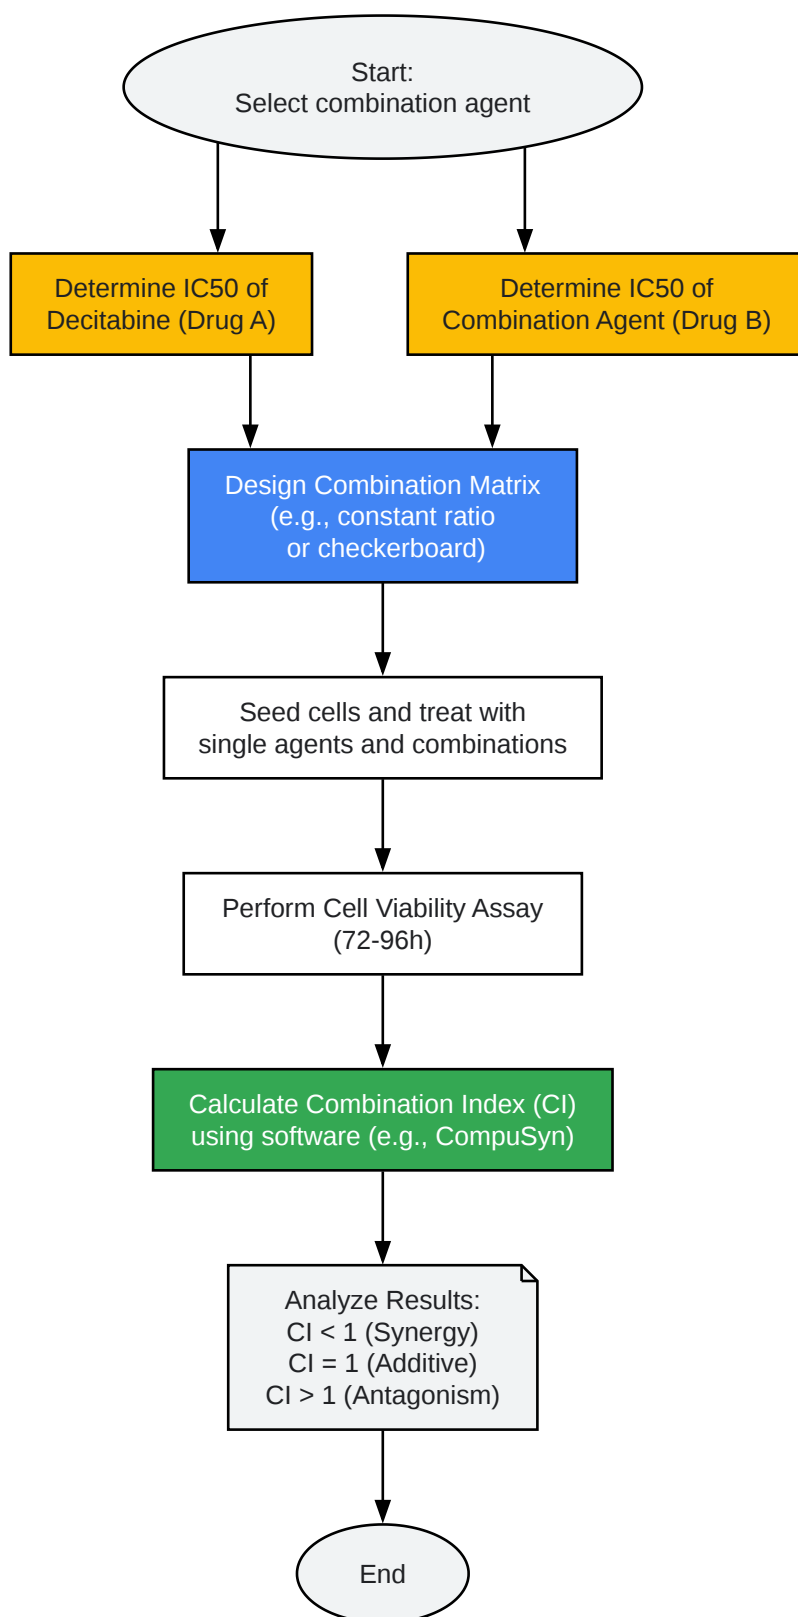 Start:
Select combination agent
Determine IC50 of
Decitabine (Drug A)
Determine IC50 of
Combination Agent (Drug B)
Design Combination Matrix
(e.g., constant ratio
or checkerboard)
Seed cells and treat with
single agents and combinations
Perform Cell Viability Assay
(72-96h)
Calculate Combination Index (CI)
using software (e.g., CompuSyn)
Analyze Results:
CI < 1 (Synergy)
CI = 1 (Additive)
CI > 1 (Antagonism)
End